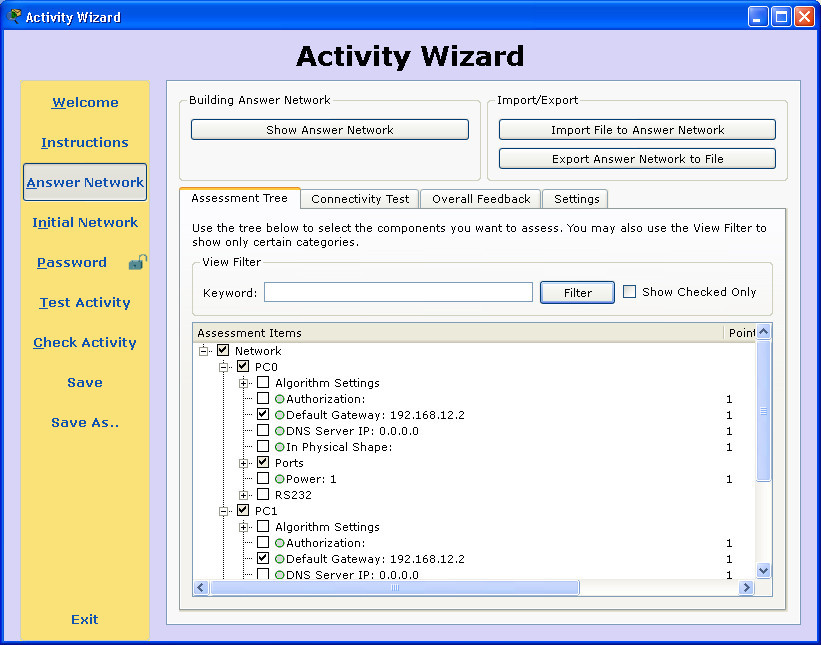 Activity Wizard
Activity Wizard
Welcome
Instructions
Answer Network
Initial Network
Password
Test Activity
Check Activity
Save
Save As..
Exit
Building Answer Network
Show Answer Network
Import/Export
Import File to Answer Network
Export Answer Network to File
Assessment Tree
Connectivity Test
Overall Feedback
Settings
Use the tree below to select the components you want to assess. You may also use the View Filter to
show only certain categories.
View Filter
Keyword:
Filter
Show Checked Only
Assessment Items Point
Network
PC0
Algorithm Settings
Authorization: 1
Default Gateway: 192.168.12.2 1
DNS Server IP: 0.0.0.0 1
In Physical Shape: 1
Ports
Power: 1 1
RS232
PC1
Algorithm Settings
Authorization: 1
Default Gateway: 192.168.12.2 1
DNS Server IP: 0.0.0.0 1